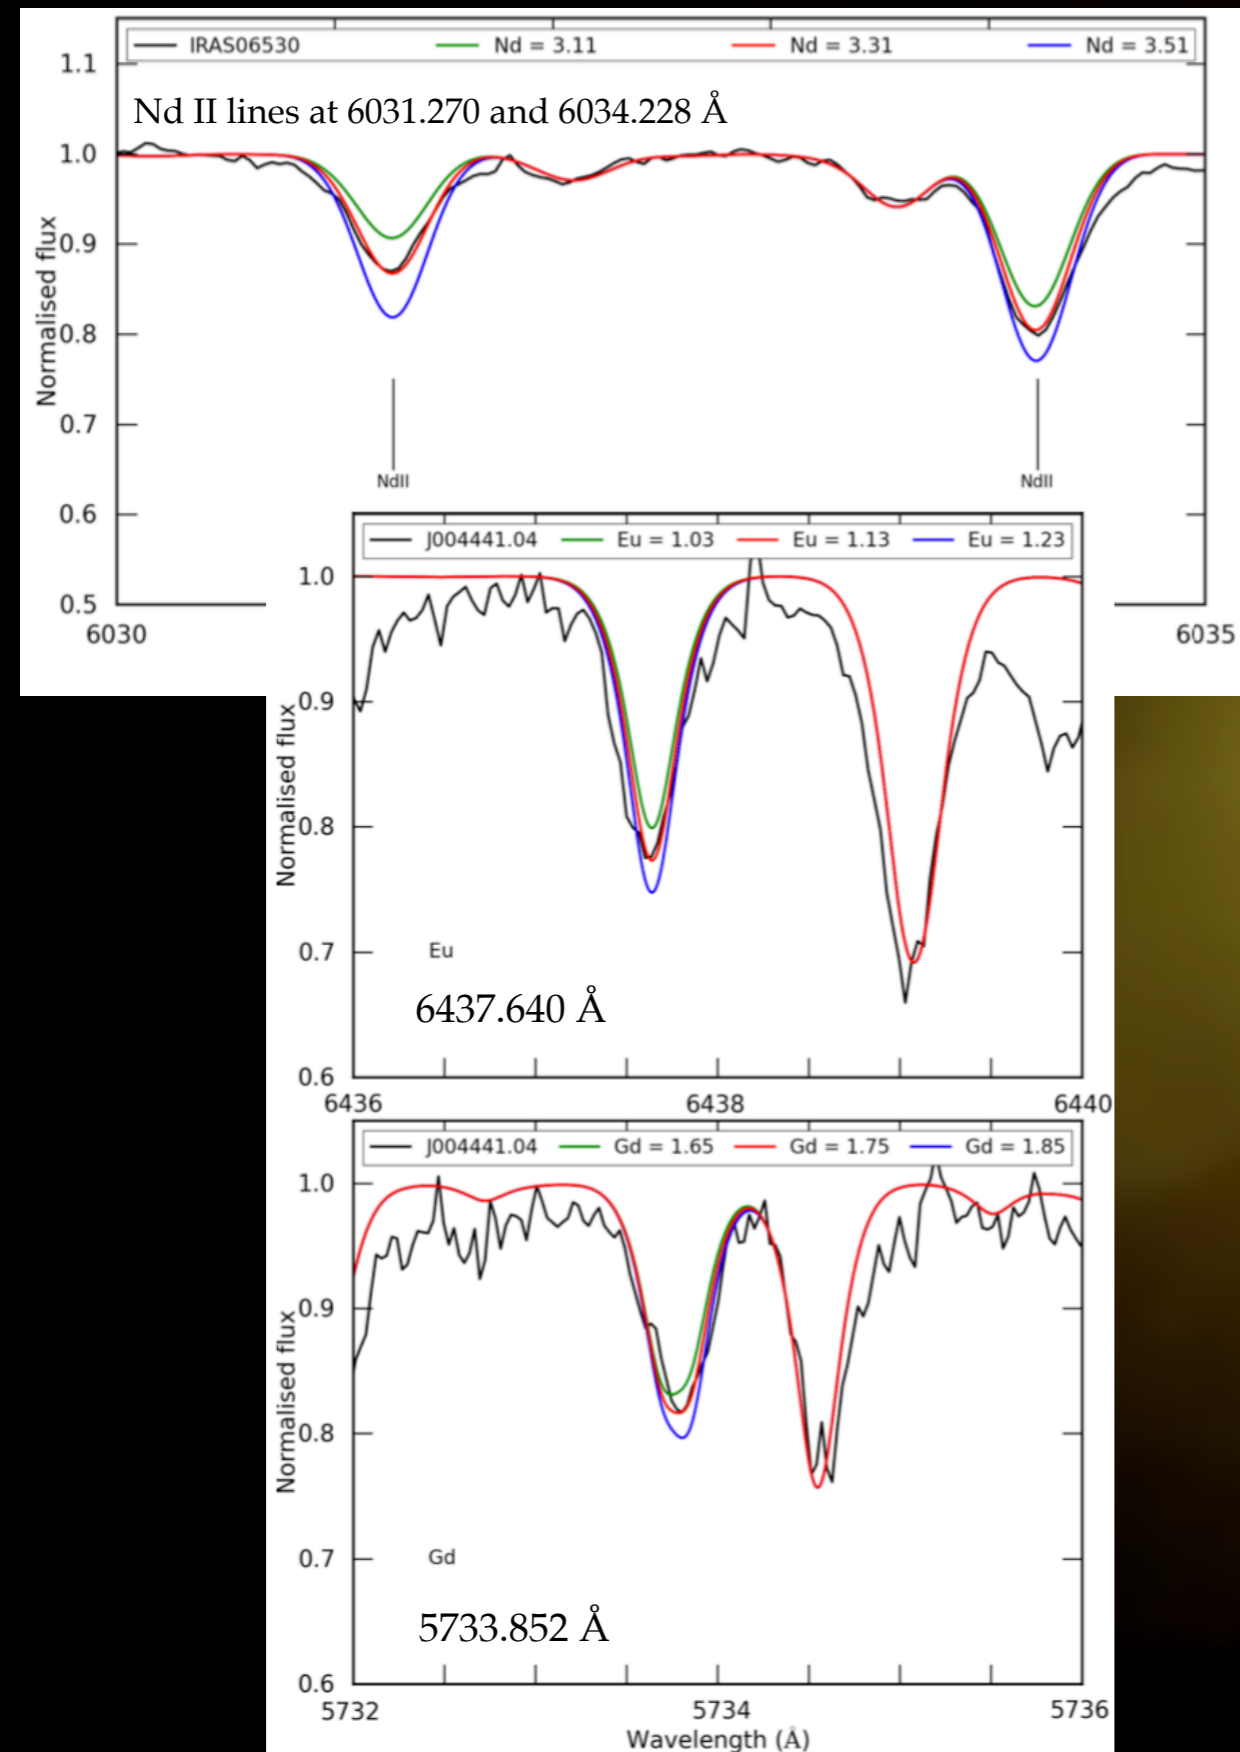 IRAS06530 Nd = 3.11 Nd = 3.31 Nd = 3.51
Nd II lines at 6031.270 and 6034.228 Å
1.1
1.0
0.9
0.8
0.7
0.6
0.5
Normalised flux
NdII NdII
6030 6035
J004441.04 Eu = 1.03 Eu = 1.13 Eu = 1.23
1.0
0.9
0.8
0.7
0.6
Normalised flux
Eu
6437.640 Å
6436 6438 6440
J004441.04 Gd = 1.65 Gd = 1.75 Gd = 1.85
1.0
0.9
0.8
0.7
0.6
Normalised flux
Gd
5733.852 Å
5732 5734 5736
Wavelength (Å)